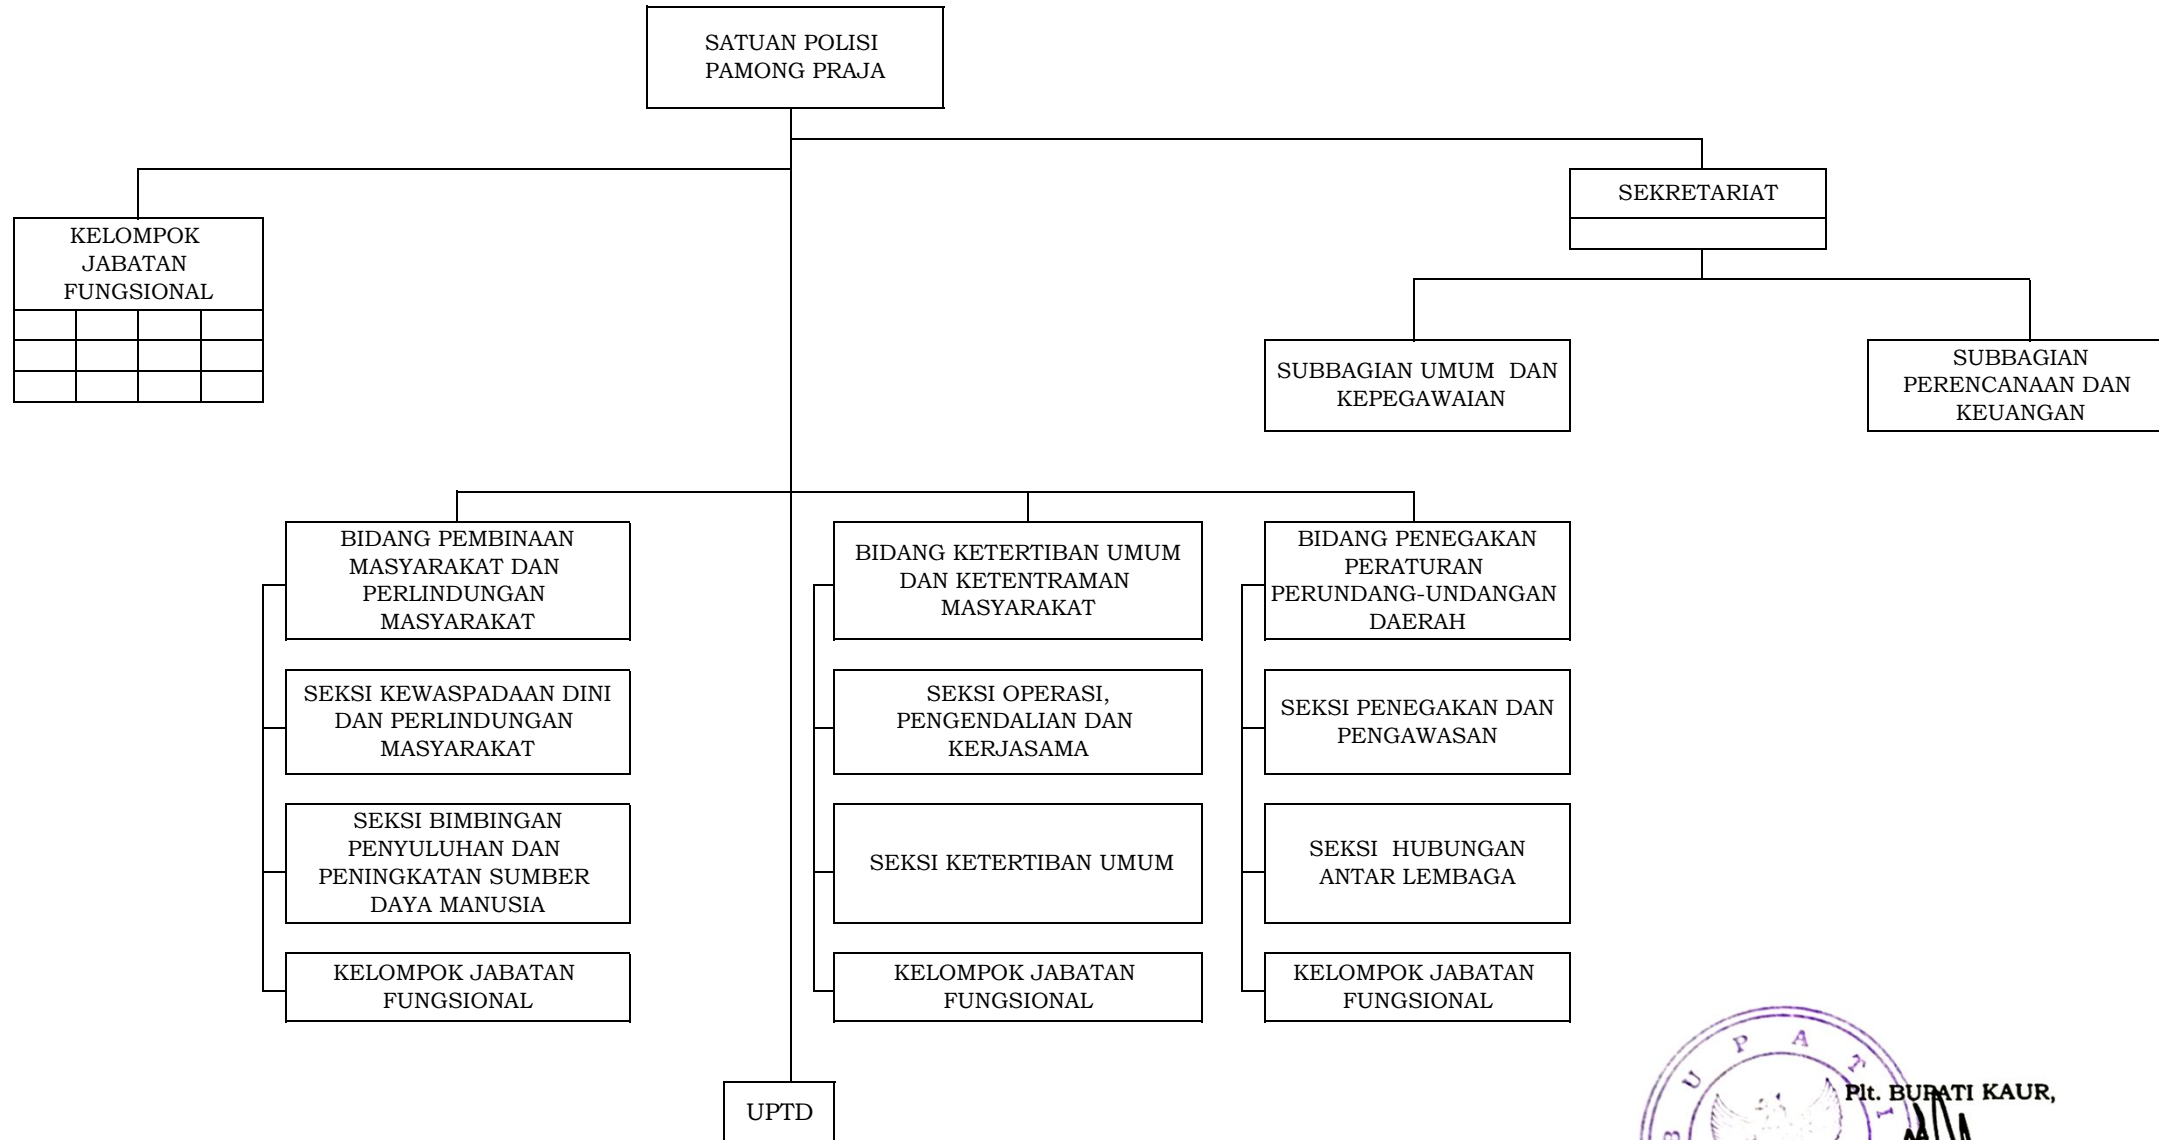 SATUAN POLISI
PAMONG PRAJA
SEKRETARIAT
KELOMPOK
JABATAN
FUNGSIONAL
SUBBAGIAN UMUM  DAN
KEPEGAWAIAN
SUBBAGIAN
PERENCANAAN DAN
KEUANGAN
BIDANG PEMBINAAN
MASYARAKAT DAN
PERLINDUNGAN
MASYARAKAT
BIDANG KETERTIBAN UMUM
DAN KETENTRAMAN
MASYARAKAT
BIDANG PENEGAKAN
PERATURAN
PERUNDANG-UNDANGAN
DAERAH
SEKSI KEWASPADAAN DINI
DAN PERLINDUNGAN
MASYARAKAT
SEKSI OPERASI,
PENGENDALIAN DAN
KERJASAMA
SEKSI PENEGAKAN DAN
PENGAWASAN
SEKSI BIMBINGAN
PENYULUHAN DAN
PENINGKATAN SUMBER
DAYA MANUSIA
SEKSI KETERTIBAN UMUM
SEKSI  HUBUNGAN
ANTAR LEMBAGA
KELOMPOK JABATAN
FUNGSIONAL
KELOMPOK JABATAN
FUNGSIONAL
KELOMPOK JABATAN
FUNGSIONAL
UPTD
BUPATI
Plt. BUPATI KAUR,